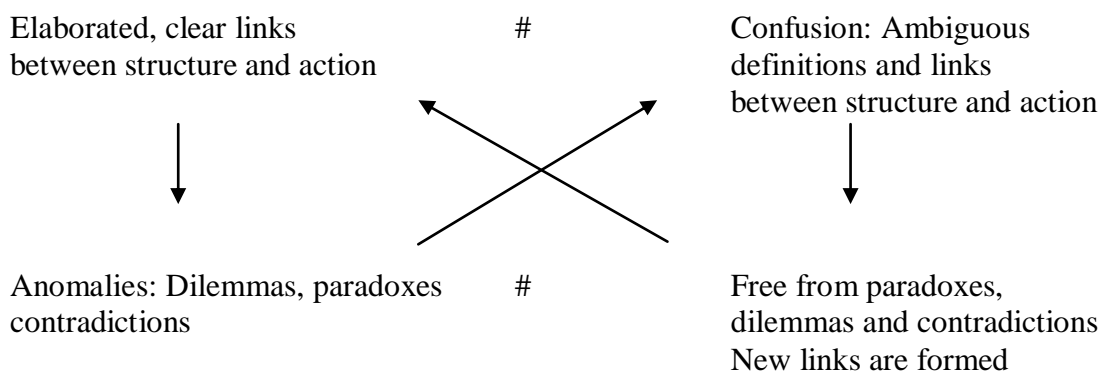 Elaborated, clear links
between structure and action
#
Confusion: Ambiguous
definitions and links
between structure and action
Anomalies: Dilemmas, paradoxes
contradictions
#
Free from paradoxes,
dilemmas and contradictions
New links are formed